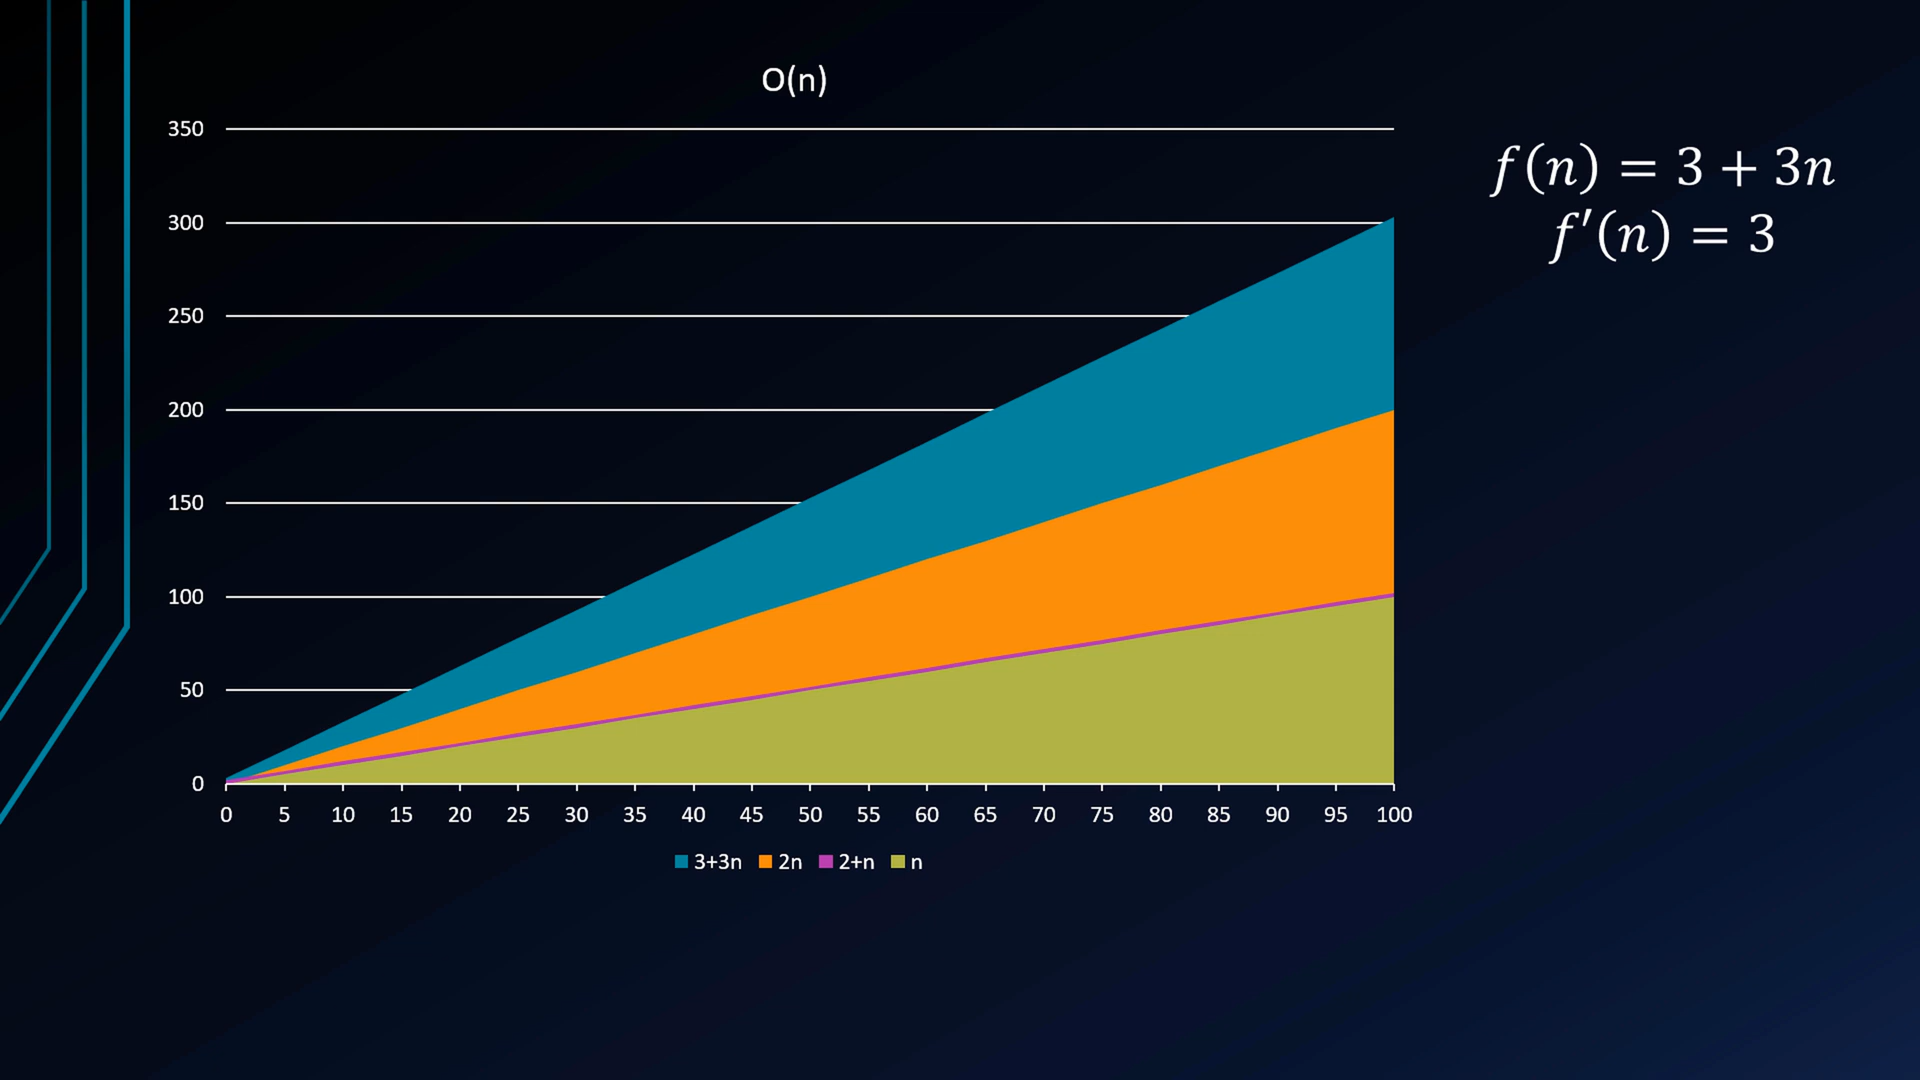 O(n)
350
300
250
200
150
100
50
0
0 5 10 15 20 25 30 35 40 45 50 55 60 65 70 75 80 85 90 95 100
3+3n 2n 2+n n
f(n) = 3 + 3n
f′(n) = 3